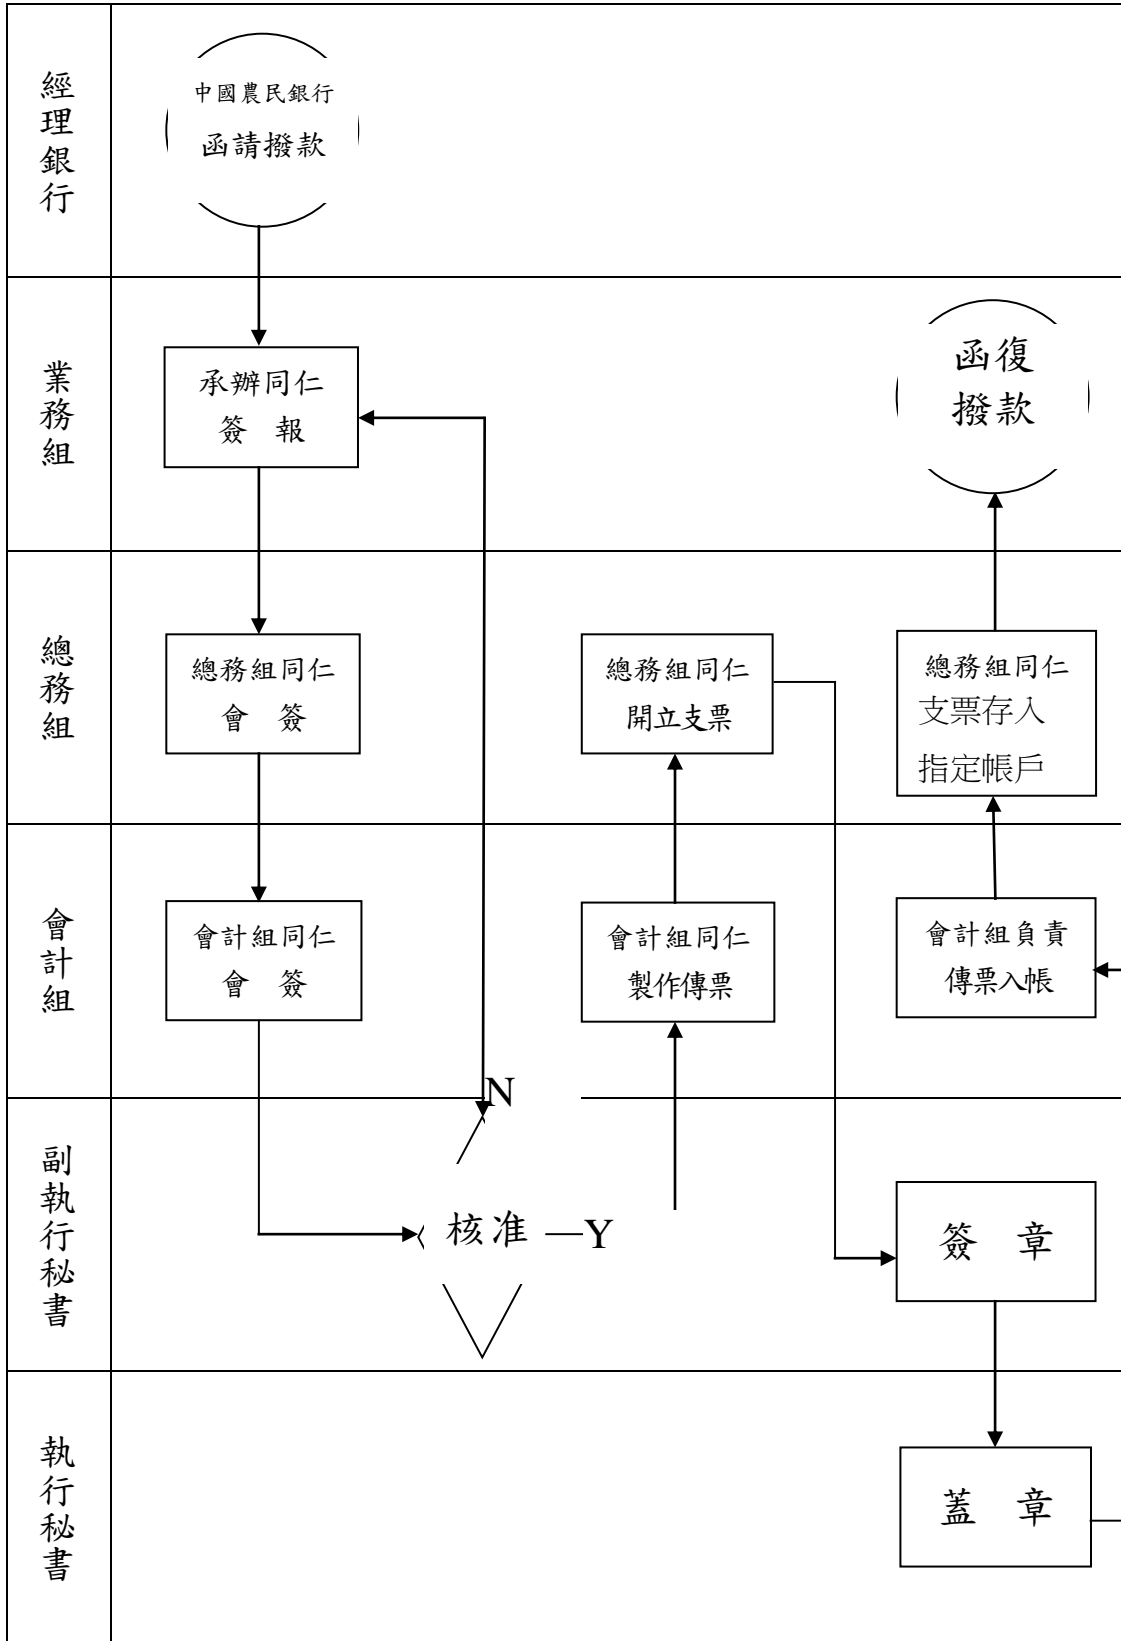 經理銀行
中國農民銀行
函請撥款
業務組
承辦同仁
簽 報
函復
撥款
總務組
總務組同仁
會 簽
總務組同仁
開立支票
總務組同仁
支票存入
指定帳戶
會計組
會計組同仁
會 簽
會計組同仁
製作傳票
會計組負責
傳票入帳
N
副執行秘書
核准
Y
簽 章
執行秘書
蓋 章